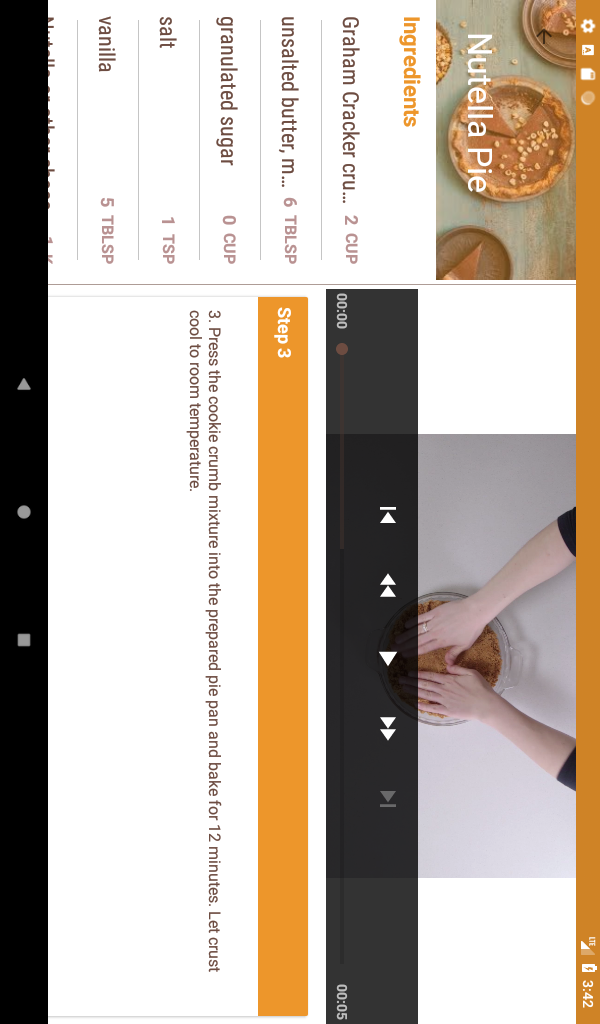 LTE 3:42
Nutella Pie
Ingredients
Graham Cracker cru... 2 CUP
unsalted butter, m... 6 TBLSP
granulated sugar 0 CUP
salt 1 TSP
vanilla 5 TBLSP
00:00 00:05
Step 3
3. Press the cookie crumb mixture into the prepared pie pan and bake for 12 minutes. Let crust
cool to room temperature.